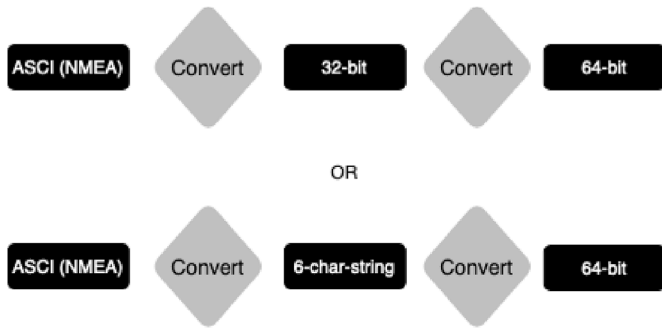 ASCI (NMEA) Convert 32-bit Convert 64-bit
OR
ASCI (NMEA) Convert 6-char-string Convert 64-bit